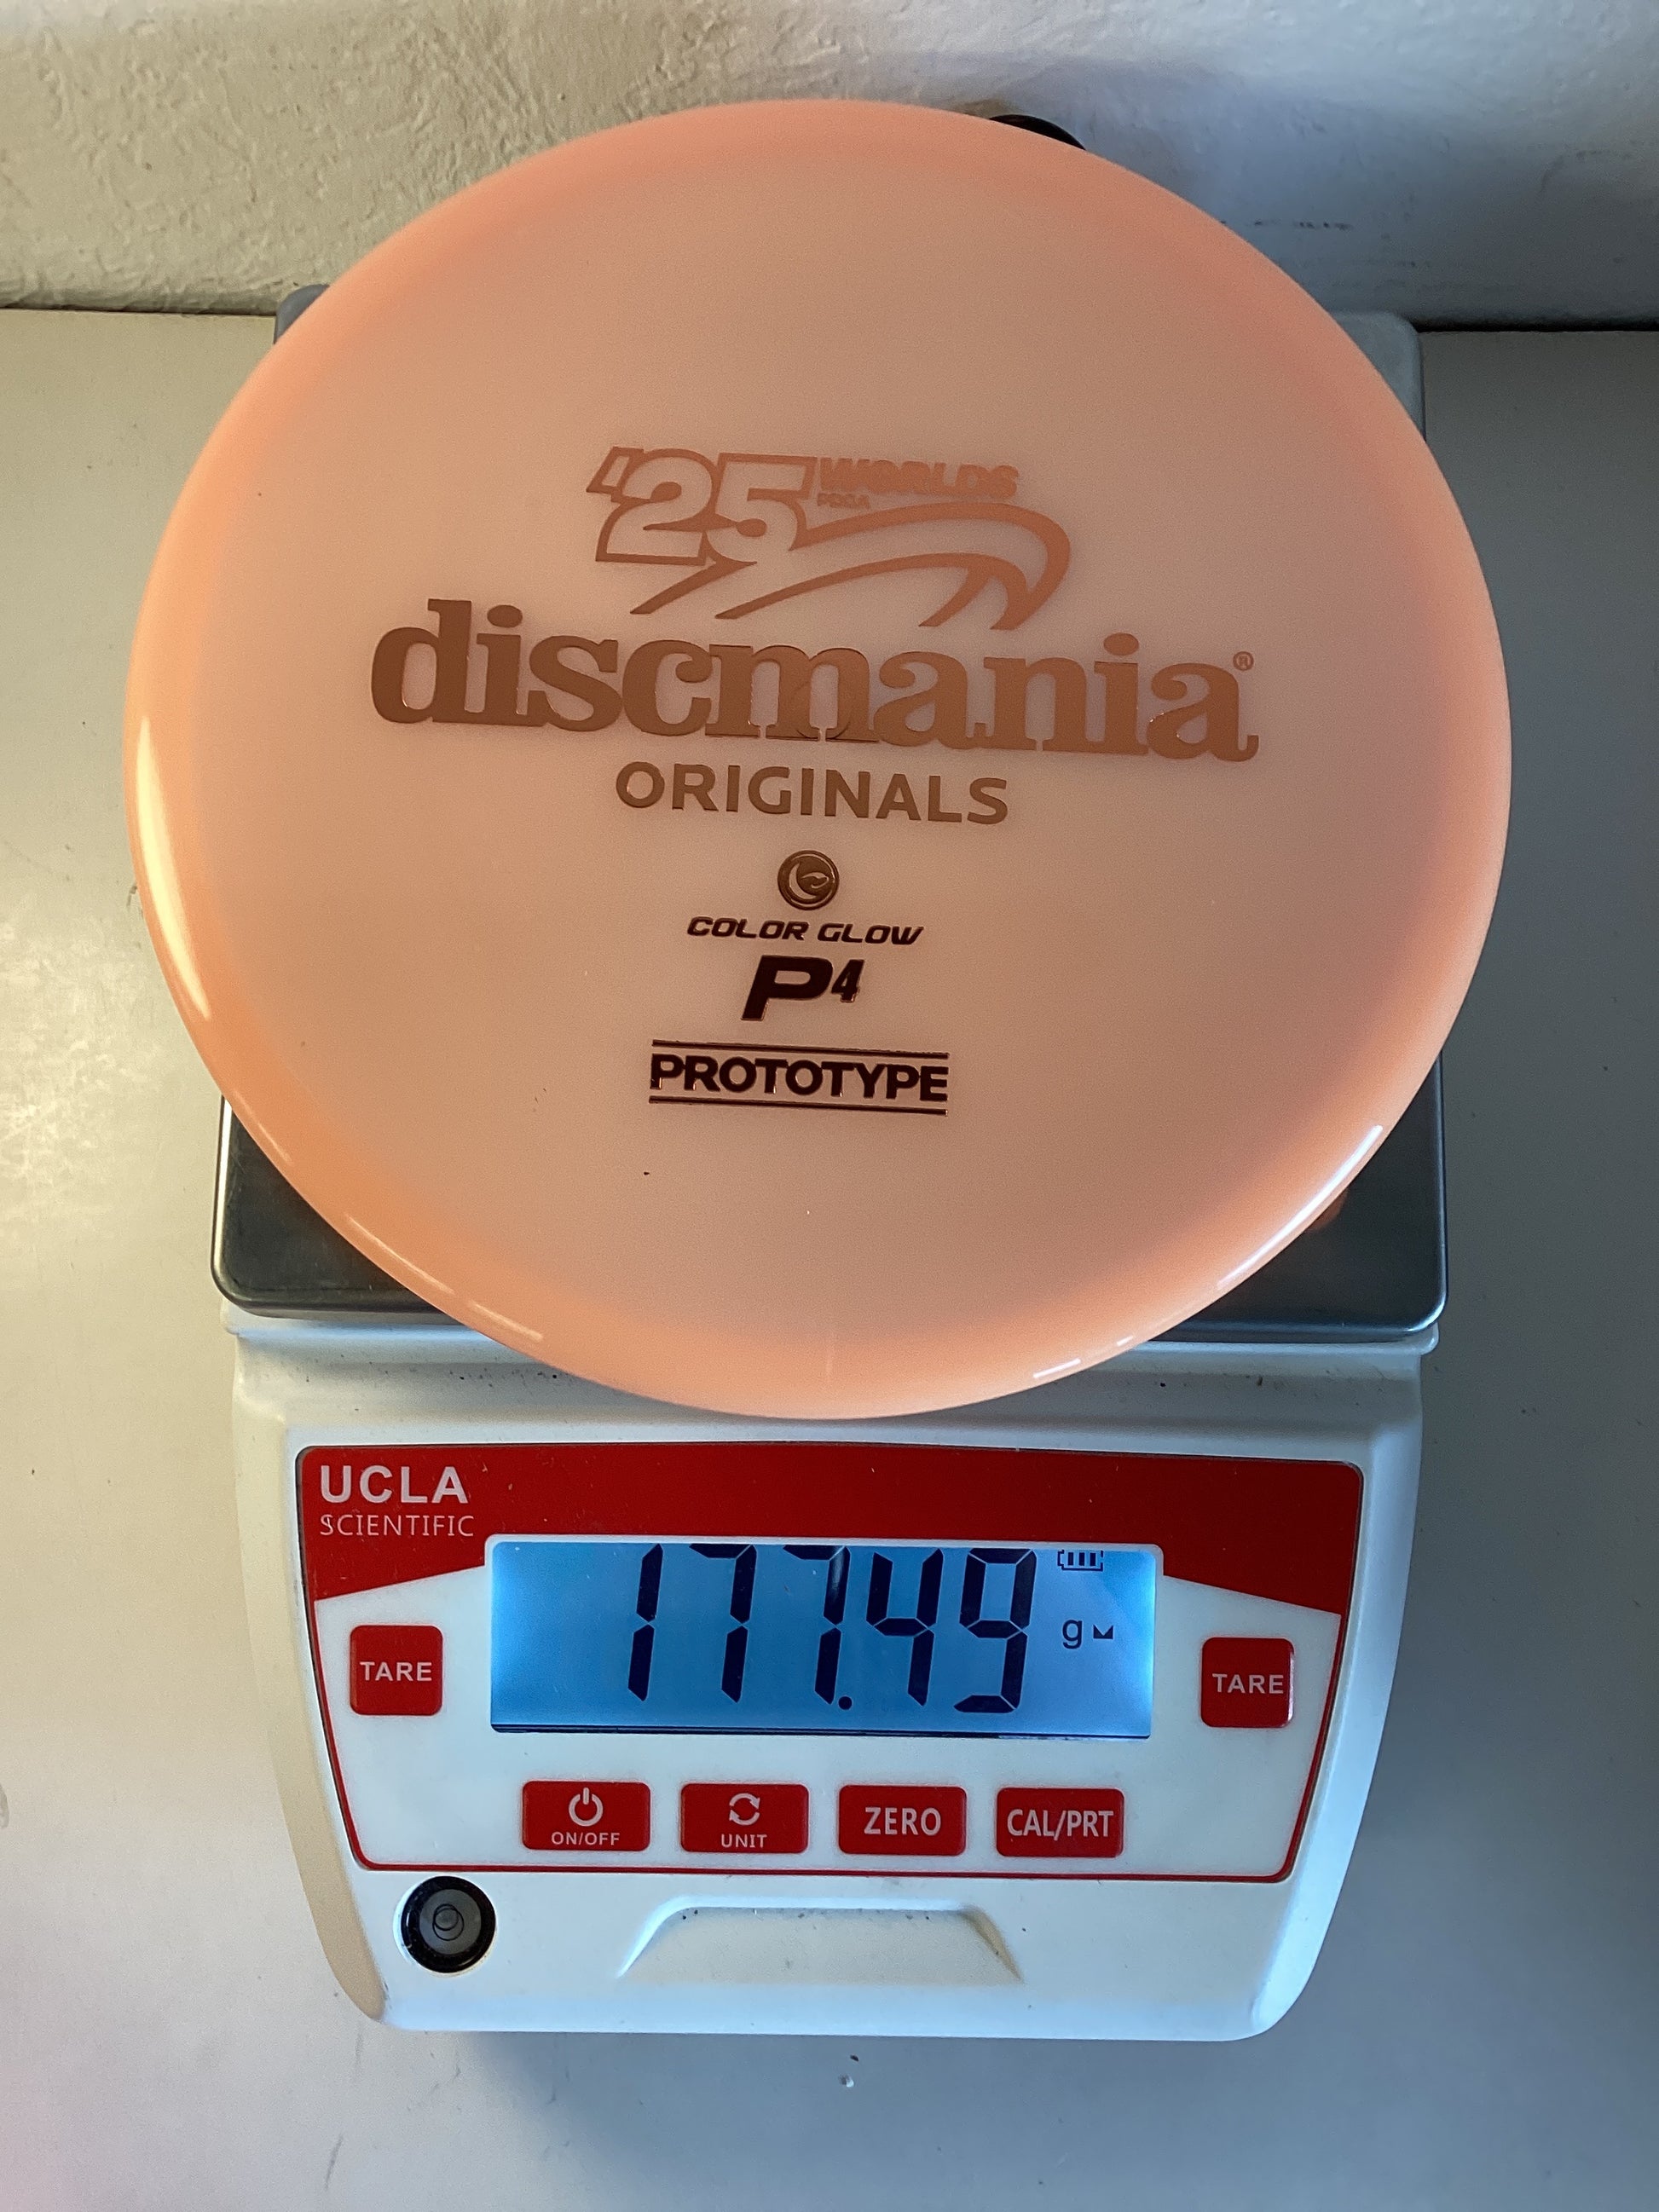 '25 WORLDS
PDGA
discmania®
ORIGINALS
COLOR GLOW
P4
PROTOTYPE
UCLA
SCIENTIFIC
177.49 g
TARE
TARE
ON/OFF
UNIT
ZERO
CAL/PRT